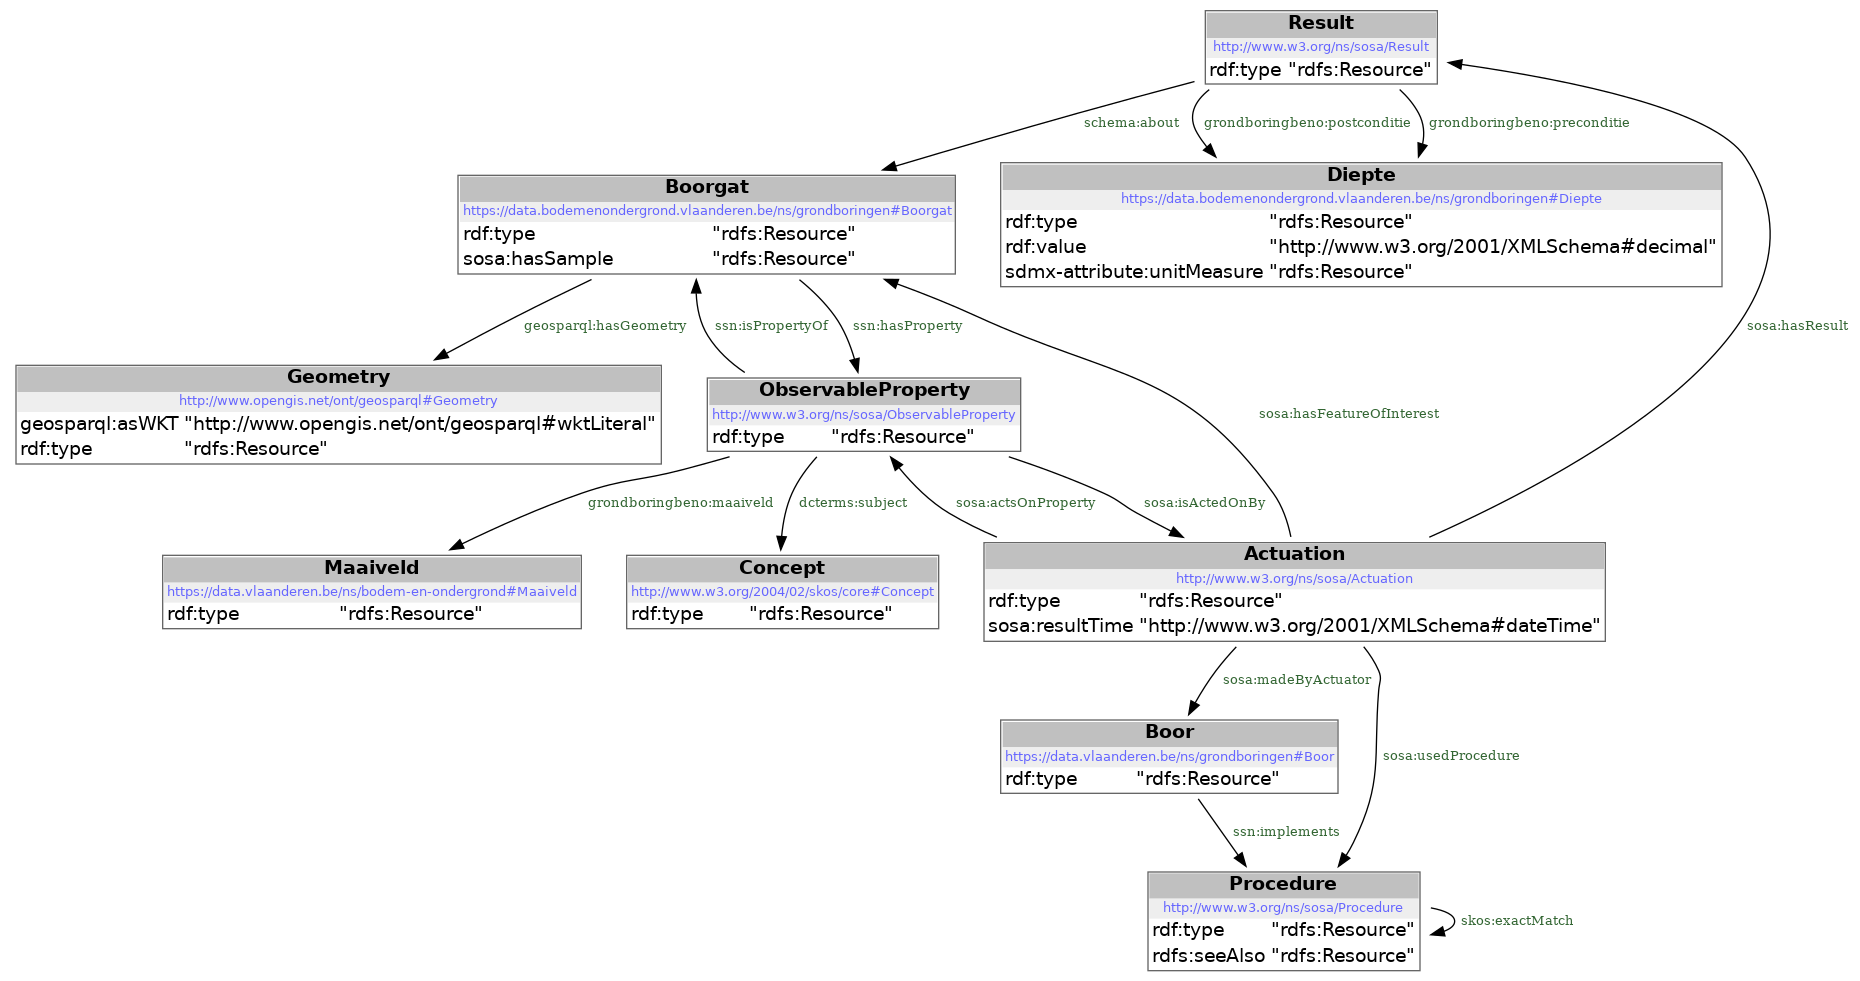 Result
http://www.w3.org/ns/sosa/Result
rdf:type "rdfs:Resource"
schema:about
grondboringbeno:postconditie
grondboringbeno:preconditie
Boorgat
https://data.bodemenondergrond.vlaanderen.be/ns/grondboringen#Boorgat
rdf:type "rdfs:Resource"
sosa:hasSample "rdfs:Resource"
Diepte
https://data.bodemenondergrond.vlaanderen.be/ns/grondboringen#Diepte
rdf:type "rdfs:Resource"
rdf:value "http://www.w3.org/2001/XMLSchema#decimal"
sdmx-attribute:unitMeasure "rdfs:Resource"
geosparql:hasGeometry
ssn:isPropertyOf
ssn:hasProperty
sosa:hasResult
Geometry
http://www.opengis.net/ont/geosparql#Geometry
geosparql:asWKT "http://www.opengis.net/ont/geosparql#wktLiteral"
rdf:type "rdfs:Resource"
ObservableProperty
http://www.w3.org/ns/sosa/ObservableProperty
rdf:type "rdfs:Resource"
sosa:hasFeatureOfInterest
grondboringbeno:maaiveld
dcterms:subject
sosa:actsOnProperty
sosa:isActedOnBy
Maaiveld
https://data.vlaanderen.be/ns/bodem-en-ondergrond#Maaiveld
rdf:type "rdfs:Resource"
Concept
http://www.w3.org/2004/02/skos/core#Concept
rdf:type "rdfs:Resource"
Actuation
http://www.w3.org/ns/sosa/Actuation
rdf:type "rdfs:Resource"
sosa:resultTime "http://www.w3.org/2001/XMLSchema#dateTime"
sosa:madeByActuator
sosa:usedProcedure
Boor
https://data.vlaanderen.be/ns/grondboringen#Boor
rdf:type "rdfs:Resource"
ssn:implements
Procedure
http://www.w3.org/ns/sosa/Procedure
rdf:type "rdfs:Resource"
rdfs:seeAlso "rdfs:Resource"
skos:exactMatch